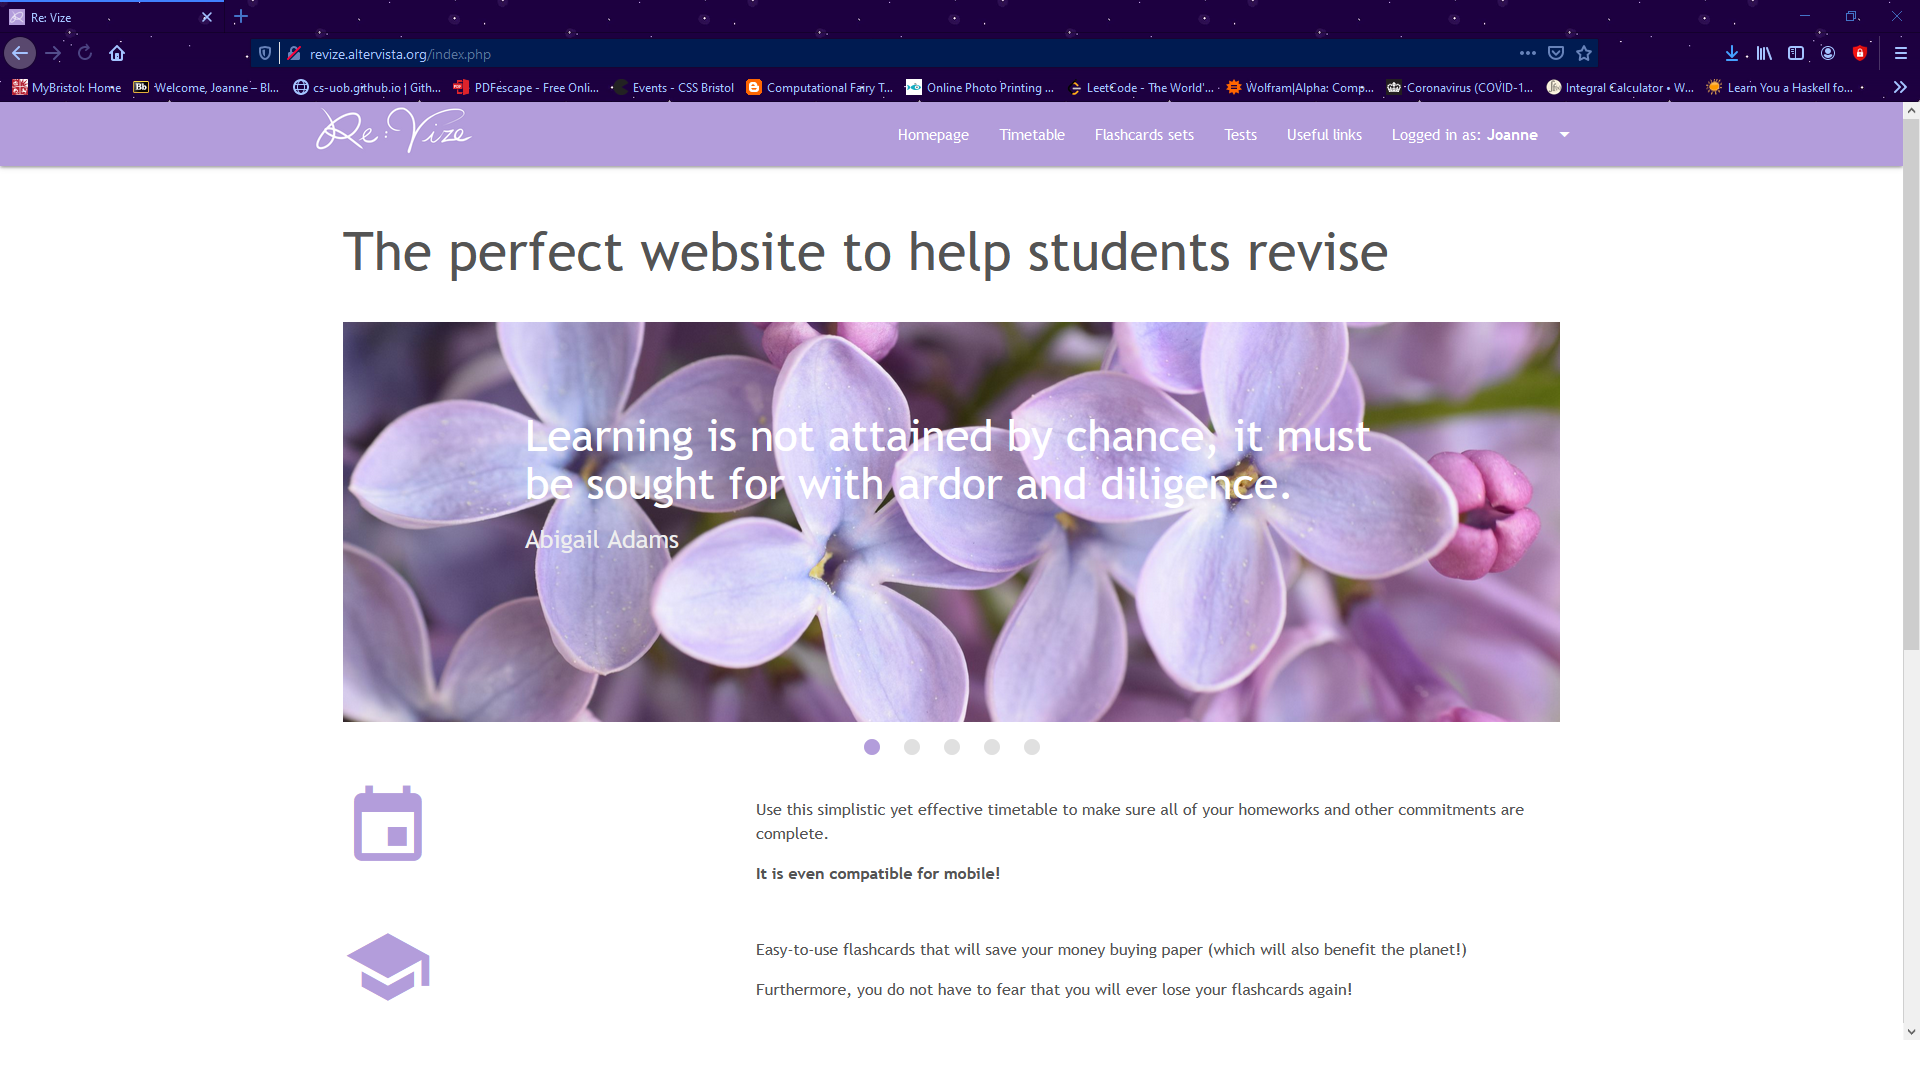 Re: Vize
revize.altervista.org/index.php
MyBristol: Home
Bb Welcome, Joanne – Bl...
cs-uob.github.io | Gith...
PDFescape - Free Onli...
Events - CSS Bristol
Computational Fairy T...
Online Photo Printing ...
LeetCode - The World'...
Wolfram|Alpha: Comp...
Coronavirus (COVID-1...
Integral Calculator • W...
Learn You a Haskell fo...
Re:Vize
Homepage
Timetable
Flashcards sets
Tests
Useful links
Logged in as: Joanne
The perfect website to help students revise
Learning is not attained by chance, it must
be sought for with ardor and diligence.
Abigail Adams
Use this simplistic yet effective timetable to make sure all of your homeworks and other commitments are
complete.
It is even compatible for mobile!
Easy-to-use flashcards that will save your money buying paper (which will also benefit the planet!)
Furthermore, you do not have to fear that you will ever lose your flashcards again!